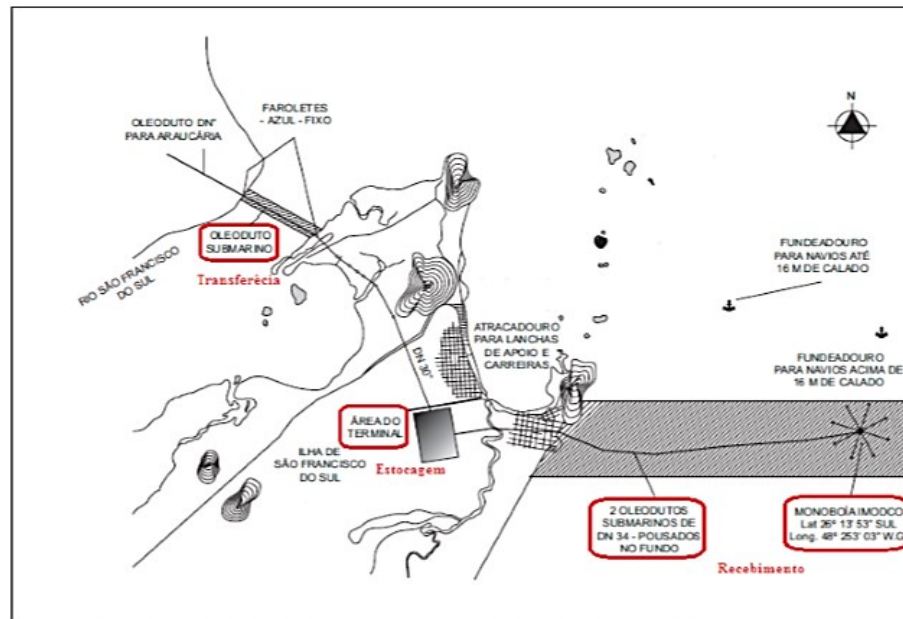 N
FAROLETES
- AZUL - FIXO
OLEODUTO DN"
PARA ARAUCÁRIA
OLEODUTO
SUBMARINO
Transferêcia
RIO SÃO FRANCISCO
DO SUL
FUNDEADOURO
PARA NAVIOS ATÉ
16 M DE CALADO
ATRACADOURO
PARA LANCHAS
DE APOIO E
CARREIRAS
DN 30"
FUNDEADOURO
PARA NAVIOS ACIMA DE
16 M DE CALADO
ÁREA DO
TERMINAL
Estocagem
ILHA DE
SÃO FRANCISCO
DO SUL
2 OLEODUTOS
SUBMARINOS DE
DN 34 - POUSADOS
NO FUNDO
MONOBOÍA IMODCO
Lat 26º 13' 53" SUL
Long. 48º 253' 03" W.G
Recebimento